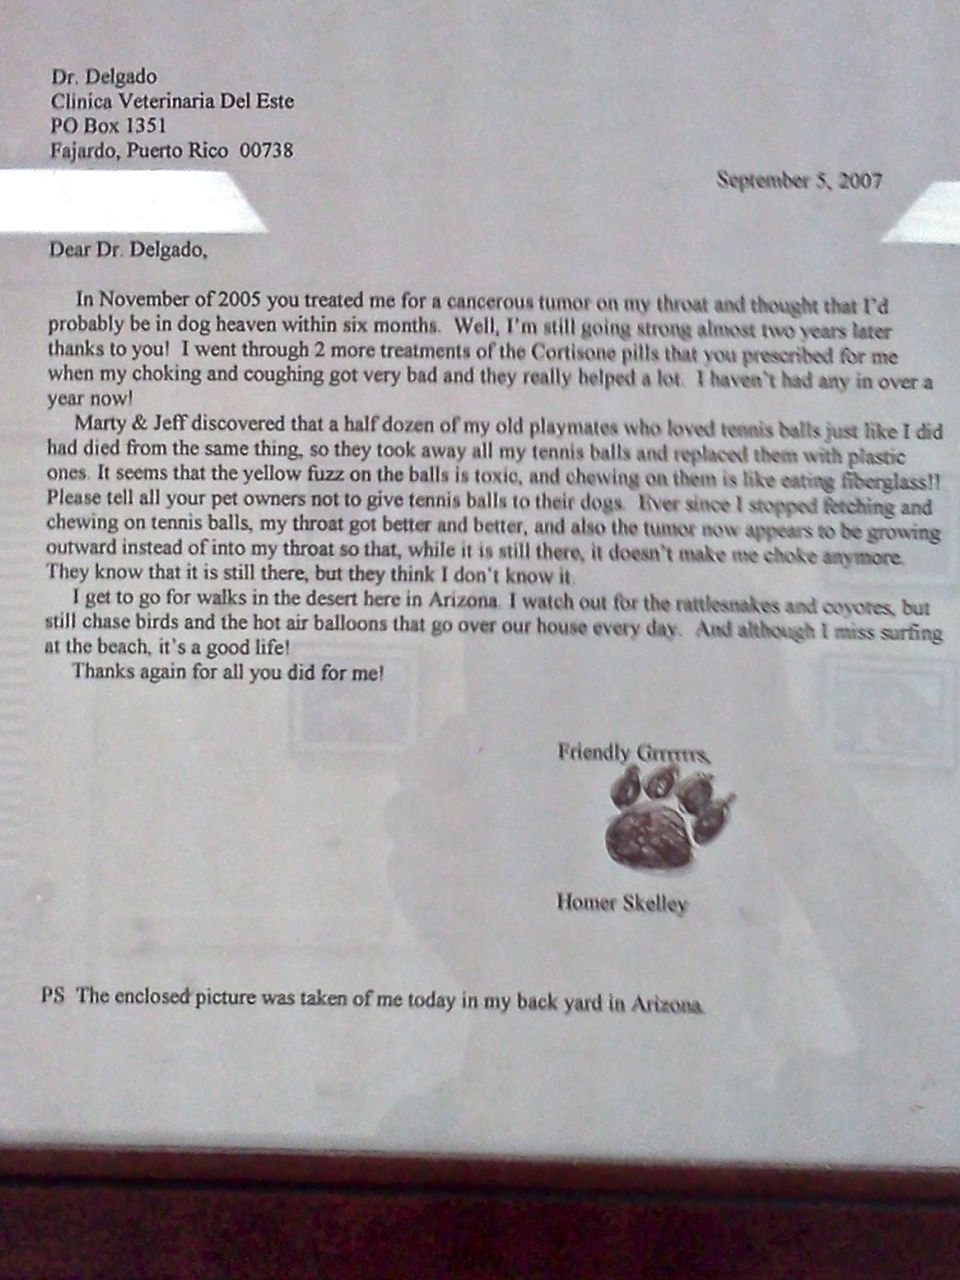 Dr. Delgado
Clinica Veterinaria Del Este
PO Box 1351
Fajardo, Puerto Rico 00738
September 5, 2007
Dear Dr. Delgado,
In November of 2005 you treated me for a cancerous tumor on my throat and thought that I'd
probably be in dog heaven within six months. Well, I'm still going strong almost two years later
thanks to you! I went through 2 more treatments of the Cortisone pills that you prescribed for me
when my choking and coughing got very bad and they really helped a lot. I haven't had any in over a
year now!
Marty & Jeff discovered that a half dozen of my old playmates who loved tennis balls just like I did
had died from the same thing, so they took away all my tennis balls and replaced them with plastic
ones. It seems that the yellow fuzz on the balls is toxic, and chewing on them is like eating fiberglass!!
Please tell all your pet owners not to give tennis balls to their dogs. Ever since I stopped fetching and
chewing on tennis balls, my throat got better and better, and also the tumor now appears to be growing
outward instead of into my throat so that, while it is still there, it doesn't make me choke anymore.
They know that it is still there, but they think I don't know it.
I get to go for walks in the desert here in Arizona. I watch out for the rattlesnakes and coyotes, but
still chase birds and the hot air balloons that go over our house every day. And although I miss surfing
at the beach, it's a good life!
Thanks again for all you did for me!
Friendly Grrrrrrs,
Homer Skelley
PS The enclosed picture was taken of me today in my back yard in Arizona.